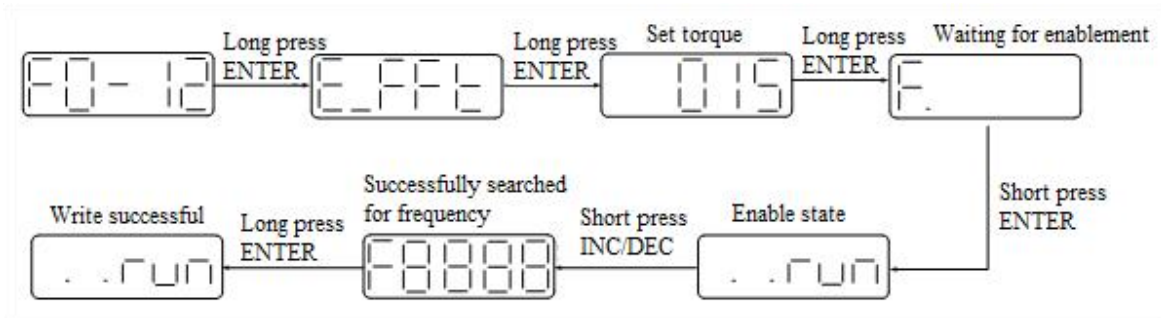 Long press
ENTER
Long press
ENTER
Set torque
Long press
ENTER
Waiting for enablement
F0-12
E_FFt
015
F.
Short press
ENTER
Write successful
Long press
ENTER
Successfully searched
for frequency
Short press
INC/DEC
Enable state
..run
F8888
..run